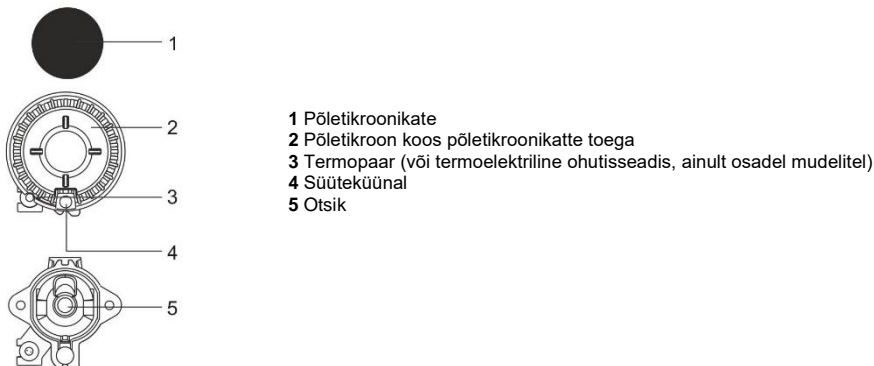 1
2
3
4
5
1 Põletikroonikate
2 Põletikroon koos põletikroonikatte toega
3 Termopaar (või termoelektriline ohutisseadis, ainult osadel mudelitel)
4 Süüteküünal
5 Otsik